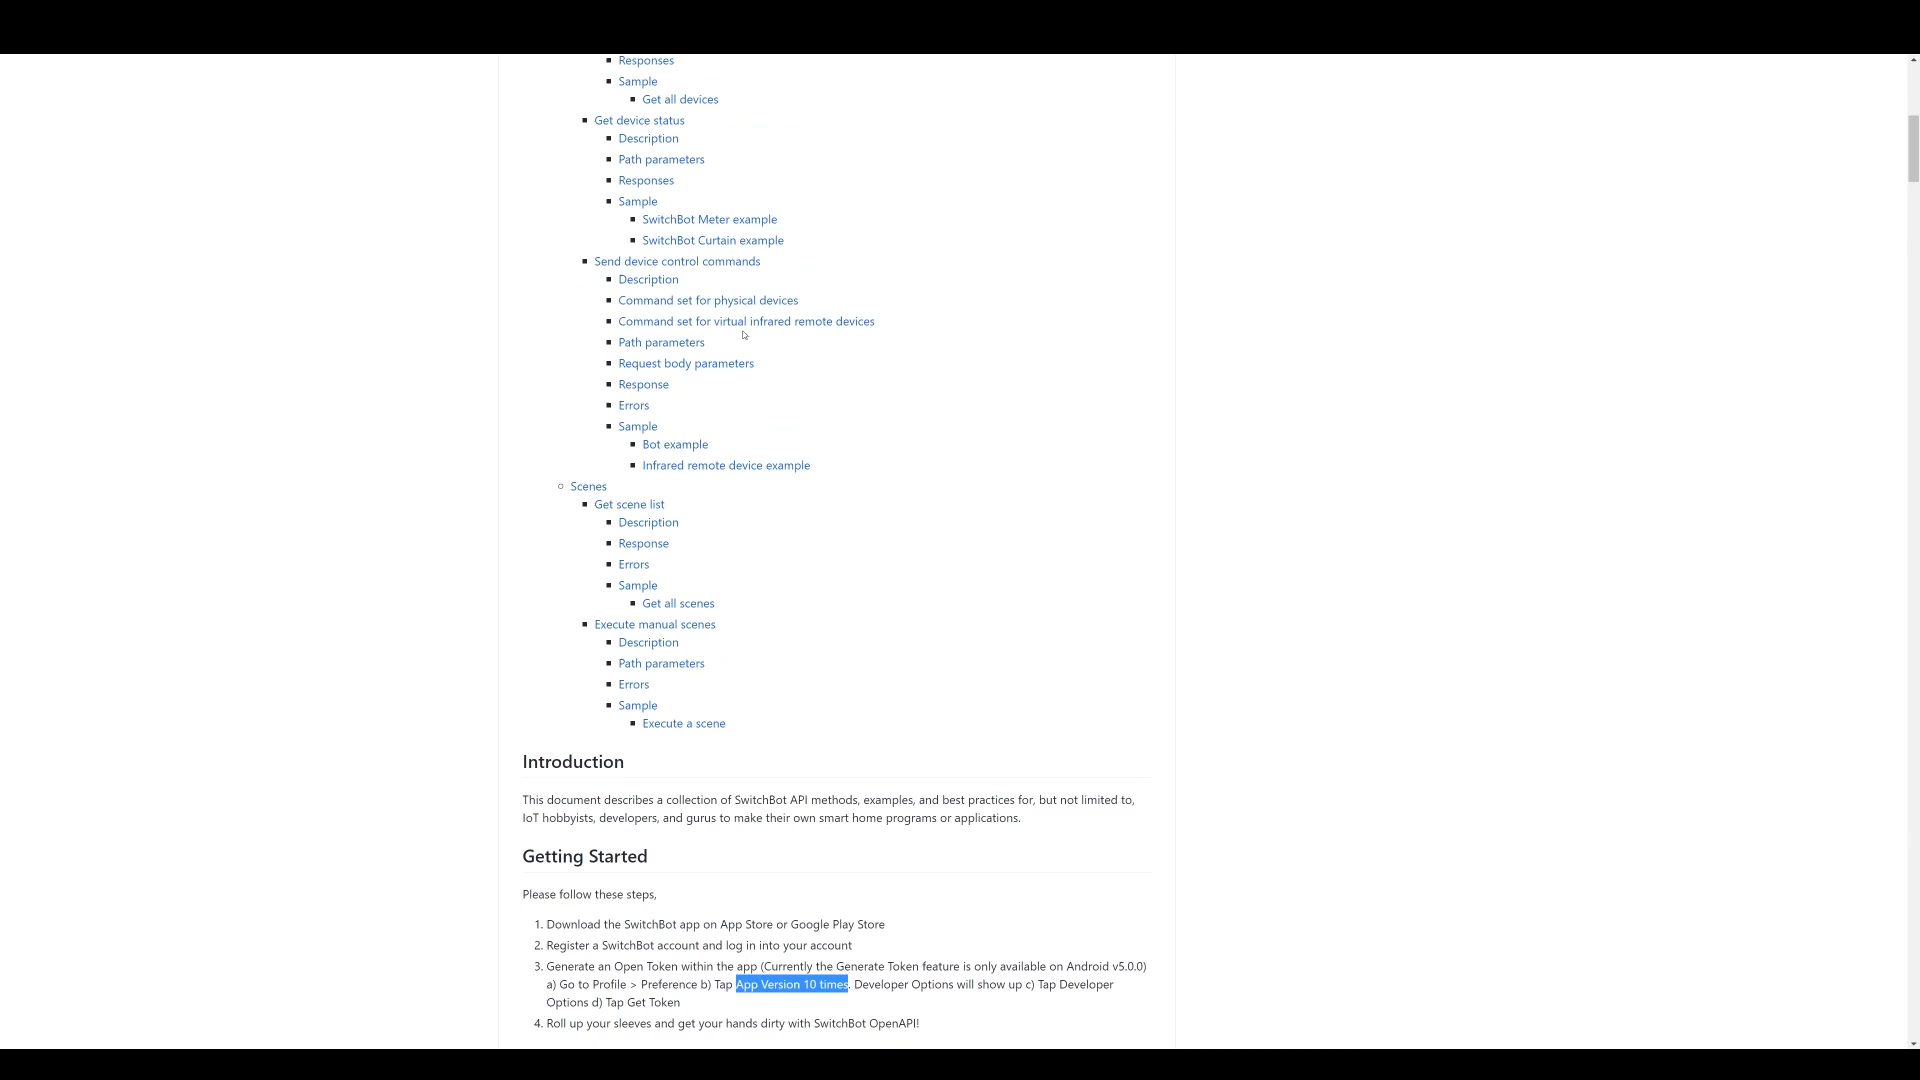 Responses
Sample
Get all devices
Get device status
Description
Path parameters
Responses
Sample
SwitchBot Meter example
SwitchBot Curtain example
Send device control commands
Description
Command set for physical devices
Command set for virtual infrared remote devices
Path parameters
Request body parameters
Response
Errors
Sample
Bot example
Infrared remote device example
Scenes
Get scene list
Description
Response
Errors
Sample
Get all scenes
Execute manual scenes
Description
Path parameters
Errors
Sample
Execute a scene
Introduction
This document describes a collection of SwitchBot API methods, examples, and best practices for, but not limited to,
IoT hobbyists, developers, and gurus to make their own smart home programs or applications.
Getting Started
Please follow these steps,
1. Download the SwitchBot app on App Store or Google Play Store
2. Register a SwitchBot account and log in into your account
3. Generate an Open Token within the app (Currently the Generate Token feature is only available on Android v5.0.0)
a) Go to Profile > Preference b) Tap App Version 10 times. Developer Options will show up c) Tap Developer
Options d) Tap Get Token
4. Roll up your sleeves and get your hands dirty with SwitchBot OpenAPI!